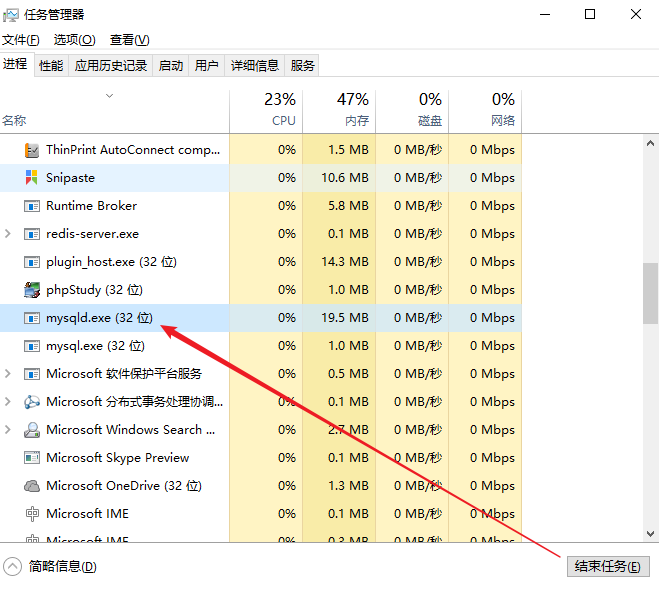 任务管理器
文件(F) 选项(O) 查看(V)
进程 性能 应用历史记录 启动 用户 详细信息 服务
23% 47% 0% 0%
名称 CPU 内存 磁盘 网络
ThinPrint AutoConnect comp... 0% 1.5 MB 0 MB/秒 0 Mbps
Snipaste 0% 10.6 MB 0 MB/秒 0 Mbps
Runtime Broker 0% 5.8 MB 0 MB/秒 0 Mbps
redis-server.exe 0% 0.1 MB 0 MB/秒 0 Mbps
plugin_host.exe (32 位) 0% 14.3 MB 0 MB/秒 0 Mbps
phpStudy (32 位) 0% 1.0 MB 0 MB/秒 0 Mbps
mysqld.exe (32 位) 0% 19.5 MB 0 MB/秒 0 Mbps
mysql.exe (32 位) 0% 1.0 MB 0 MB/秒 0 Mbps
Microsoft 软件保护平台服务 0% 0.5 MB 0 MB/秒 0 Mbps
Microsoft 分布式事务处理协调... 0% 0.1 MB 0 MB/秒 0 Mbps
Microsoft Windows Search ... 0% 2.7 MB 0 MB/秒 0 Mbps
Microsoft Skype Preview 0% 0.1 MB 0 MB/秒 0 Mbps
Microsoft OneDrive (32 位) 0% 1.3 MB 0 MB/秒 0 Mbps
Microsoft IME 0% 0.1 MB 0 MB/秒 0 Mbps
Microsoft IME 0% 0.3 MB 0 MB/秒 0 Mbps
简略信息(D) 结束任务(E)